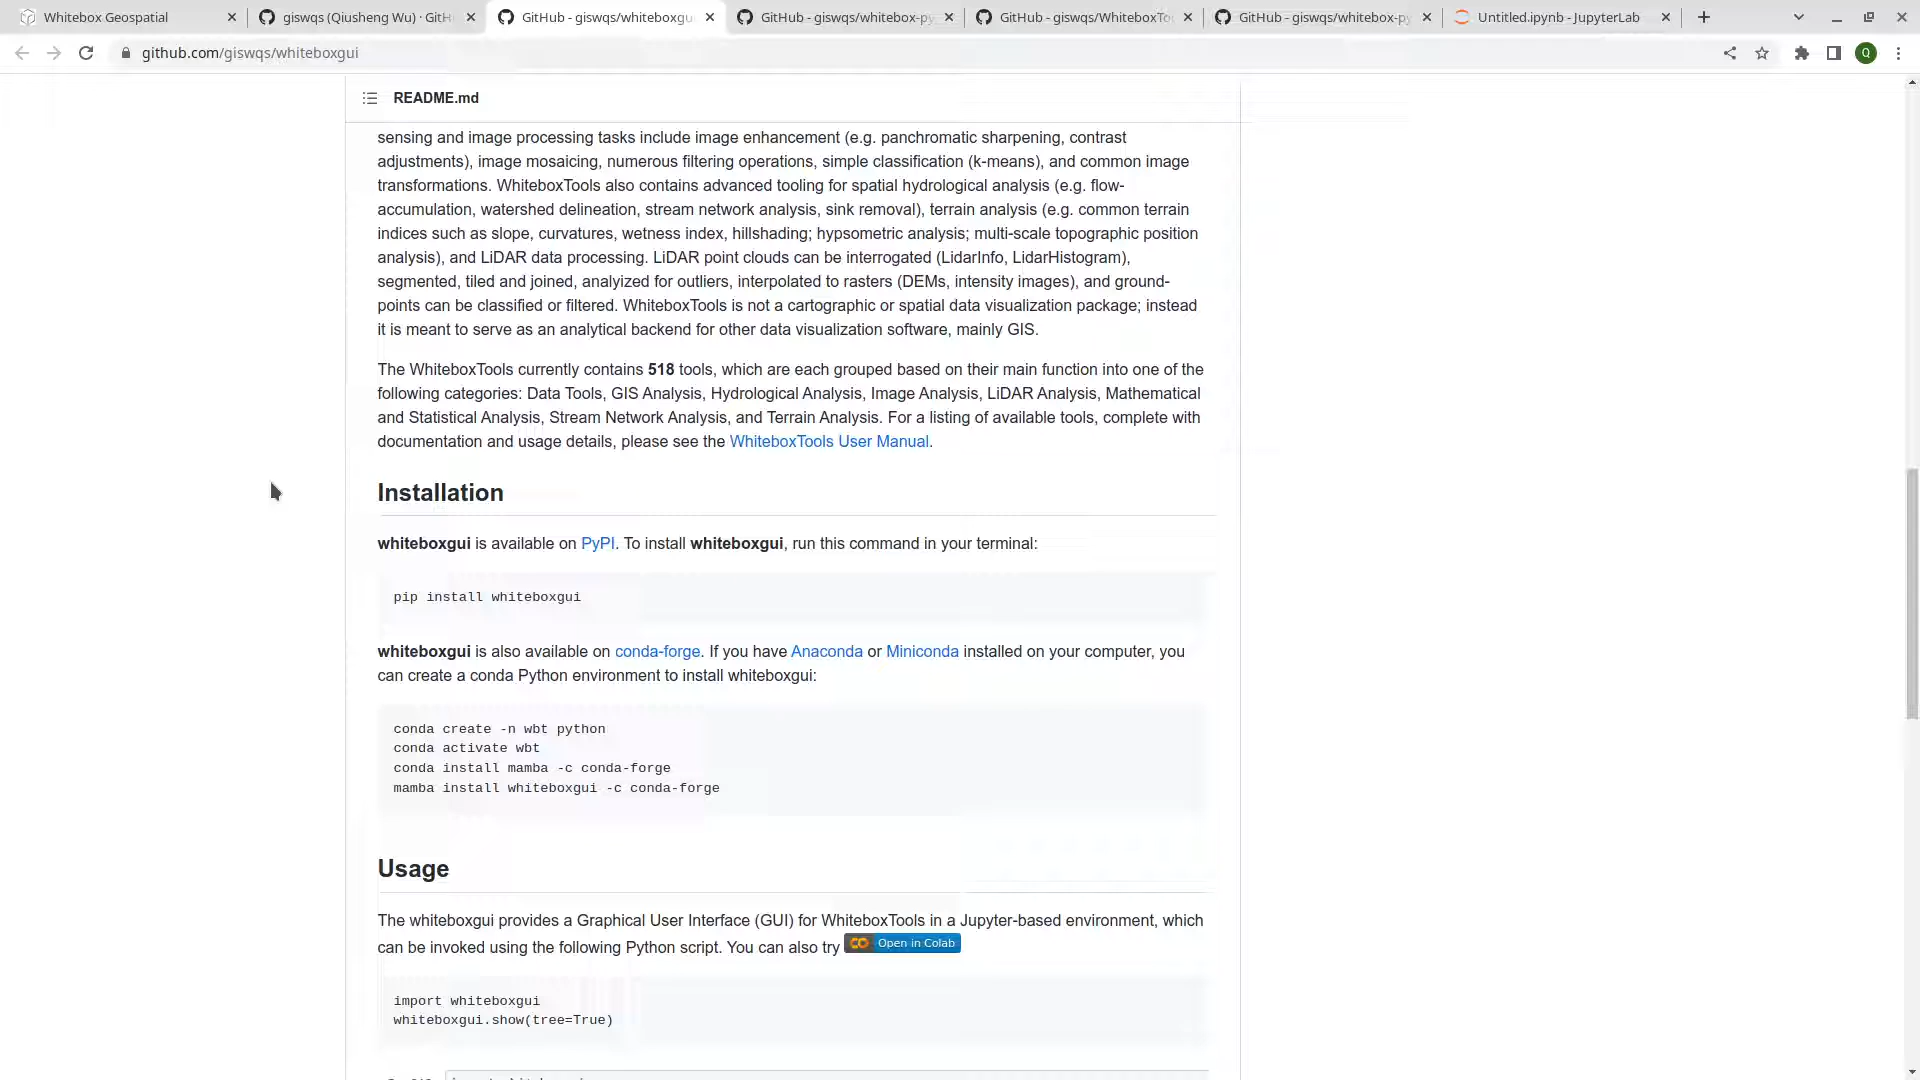 Whitebox Geospatial
giswqs (Qiusheng Wu) · GitH
GitHub - giswqs/whiteboxgu
GitHub - giswqs/whitebox-py
GitHub - giswqs/WhiteboxTo
GitHub - giswqs/whitebox-py
Untitled.ipynb - JupyterLab
github.com/giswqs/whiteboxgui
Q
README.md
sensing and image processing tasks include image enhancement (e.g. panchromatic sharpening, contrast
adjustments), image mosaicing, numerous filtering operations, simple classification (k-means), and common image
transformations. WhiteboxTools also contains advanced tooling for spatial hydrological analysis (e.g. flow-
accumulation, watershed delineation, stream network analysis, sink removal), terrain analysis (e.g. common terrain
indices such as slope, curvatures, wetness index, hillshading; hypsometric analysis; multi-scale topographic position
analysis), and LiDAR data processing. LiDAR point clouds can be interrogated (LidarInfo, LidarHistogram),
segmented, tiled and joined, analyized for outliers, interpolated to rasters (DEMs, intensity images), and ground-
points can be classified or filtered. WhiteboxTools is not a cartographic or spatial data visualization package; instead
it is meant to serve as an analytical backend for other data visualization software, mainly GIS.
The WhiteboxTools currently contains 518 tools, which are each grouped based on their main function into one of the
following categories: Data Tools, GIS Analysis, Hydrological Analysis, Image Analysis, LiDAR Analysis, Mathematical
and Statistical Analysis, Stream Network Analysis, and Terrain Analysis. For a listing of available tools, complete with
documentation and usage details, please see the WhiteboxTools User Manual.
Installation
whiteboxgui is available on PyPI. To install whiteboxgui, run this command in your terminal:
pip install whiteboxgui
whiteboxgui is also available on conda-forge. If you have Anaconda or Miniconda installed on your computer, you
can create a conda Python environment to install whiteboxgui:
conda create -n wbt python
conda activate wbt
conda install mamba -c conda-forge
mamba install whiteboxgui -c conda-forge
Usage
The whiteboxgui provides a Graphical User Interface (GUI) for WhiteboxTools in a Jupyter-based environment, which
can be invoked using the following Python script. You can also try Open in Colab
import whiteboxgui
whiteboxgui.show(tree=True)